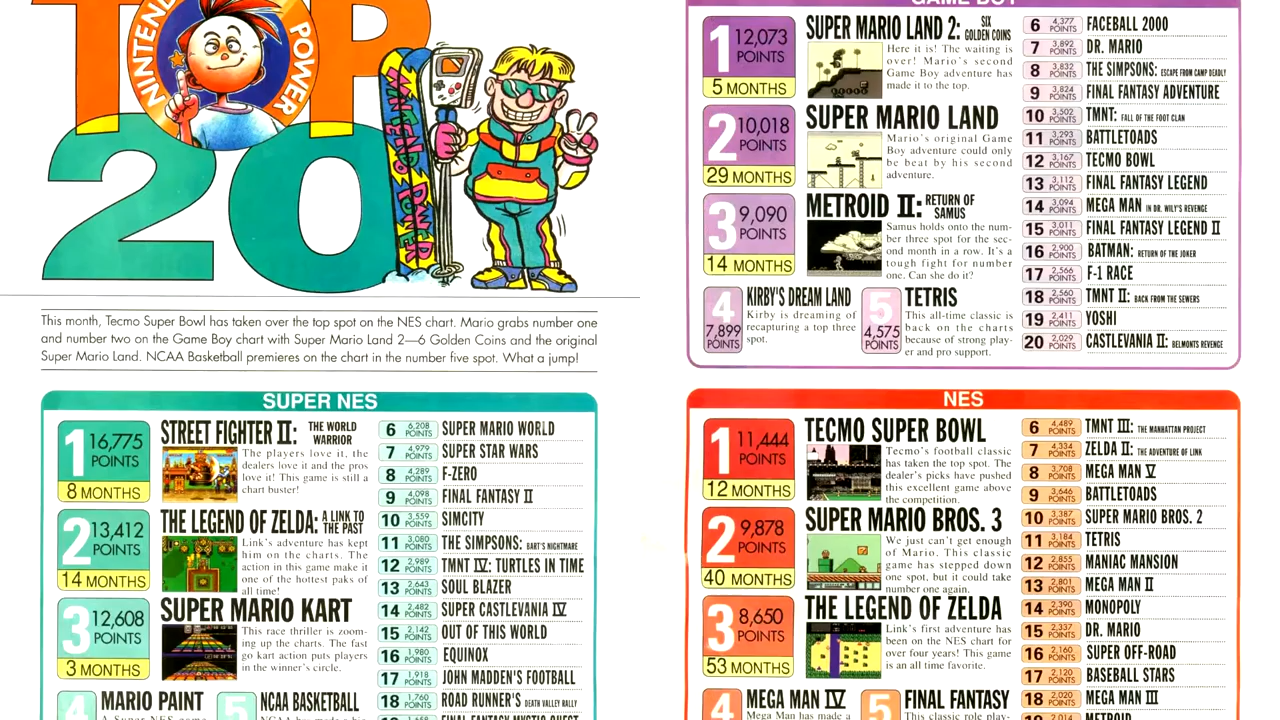 TOP
NINTENDO
POWER
20
NINTENDO POWER
This month, Tecmo Super Bowl has taken over the top spot on the NES chart. Mario grabs number one
and number two on the Game Boy chart with Super Mario Land 2—6 Golden Coins and the original
Super Mario Land. NCAA Basketball premieres on the chart in the number five spot. What a jump!
SUPER NES
1 16,775 POINTS
8 MONTHS
STREET FIGHTER II: THE WORLD WARRIOR
The players love it, the
dealers love it and the pros
love it! This game is still a
chart buster!
2 13,412 POINTS
14 MONTHS
THE LEGEND OF ZELDA: A LINK TO THE PAST
Link's adventure has kept
him on the charts. The
action in this game make it
one of the hottest paks of
all time!
3 12,608 POINTS
3 MONTHS
SUPER MARIO KART
This race thriller is zoom-
ing up the charts. The fast
go kart action puts players
in the winner's circle.
4 MARIO PAINT
A Super NES game
5 NCAA BASKETBALL
6 6,208 POINTS SUPER MARIO WORLD
7 4,975 POINTS SUPER STAR WARS
8 4,289 POINTS F-ZERO
9 4,098 POINTS FINAL FANTASY II
10 3,559 POINTS SIMCITY
11 3,080 POINTS THE SIMPSONS: BART'S NIGHTMARE
12 2,989 POINTS TMNT IV: TURTLES IN TIME
13 2,643 POINTS SOUL BLAZER
14 2,482 POINTS SUPER CASTLEVANIA IV
15 2,142 POINTS OUT OF THIS WORLD
16 1,980 POINTS EQUINOX
17 1,918 POINTS JOHN MADDEN'S FOOTBALL
18 1,760 POINTS ROAD RUNNER'S DEATH VALLEY RALLY
FINAL FANTASY MYSTIC QUEST
GAME BOY
1 12,073 POINTS
5 MONTHS
SUPER MARIO LAND 2: SIX GOLDEN COINS
Here it is! The waiting is
over! Mario's second
Game Boy adventure has
made it to the top.
2 10,018 POINTS
29 MONTHS
SUPER MARIO LAND
Mario's original Game
Boy adventure could only
be beat by his second
adventure.
3 9,090 POINTS
14 MONTHS
METROID II: RETURN OF SAMUS
Samus holds onto the num-
ber three spot for the sec-
ond month in a row. It's a
tough fight for number
one. Can she do it?
4 7,899 POINTS
KIRBY'S DREAM LAND
Kirby is dreaming of
recapturing a top three
spot.
5 4,575 POINTS
TETRIS
This all-time classic is
back on the charts
because of strong play-
er and pro support.
6 4,377 POINTS FACEBALL 2000
7 3,892 POINTS DR. MARIO
8 3,832 POINTS THE SIMPSONS: ESCAPE FROM CAMP DEADLY
9 3,824 POINTS FINAL FANTASY ADVENTURE
10 3,502 POINTS TMNT: FALL OF THE FOOT CLAN
11 3,293 POINTS BATTLETOADS
12 3,167 POINTS TECMO BOWL
13 3,112 POINTS FINAL FANTASY LEGEND
14 3,094 POINTS MEGA MAN IN DR. WILY'S REVENGE
15 3,011 POINTS FINAL FANTASY LEGEND II
16 2,900 POINTS BATMAN: RETURN OF THE JOKER
17 2,566 POINTS F-1 RACE
18 2,560 POINTS TMNT II: BACK FROM THE SEWERS
19 2,411 POINTS YOSHI
20 2,029 POINTS CASTLEVANIA II: BELMONTS REVENGE
NES
1 11,444 POINTS
12 MONTHS
TECMO SUPER BOWL
Tecmo's football classic
has taken the top spot. The
dealer's picks have pushed
this excellent game above
the competition.
2 9,878 POINTS
40 MONTHS
SUPER MARIO BROS. 3
We just can't get enough
of Mario. This classic
game has stepped down
one spot, but it could take
number one again.
3 8,650 POINTS
53 MONTHS
THE LEGEND OF ZELDA
Link's first adventure has
been on the NES chart for
over four years! This game
is an all time favorite.
4 MEGA MAN IV
Mega Man has made a
5 FINAL FANTASY
This classic role play-
6 4,489 POINTS TMNT III: THE MANHATTAN PROJECT
7 4,334 POINTS ZELDA II: THE ADVENTURE OF LINK
8 3,708 POINTS MEGA MAN V
9 3,646 POINTS BATTLETOADS
10 3,387 POINTS SUPER MARIO BROS. 2
11 3,184 POINTS TETRIS
12 2,855 POINTS MANIAC MANSION
13 2,801 POINTS MEGA MAN II
14 2,390 POINTS MONOPOLY
15 2,337 POINTS DR. MARIO
16 2,160 POINTS SUPER OFF-ROAD
17 2,120 POINTS BASEBALL STARS
18 2,020 POINTS MEGA MAN III
2,014 METROID